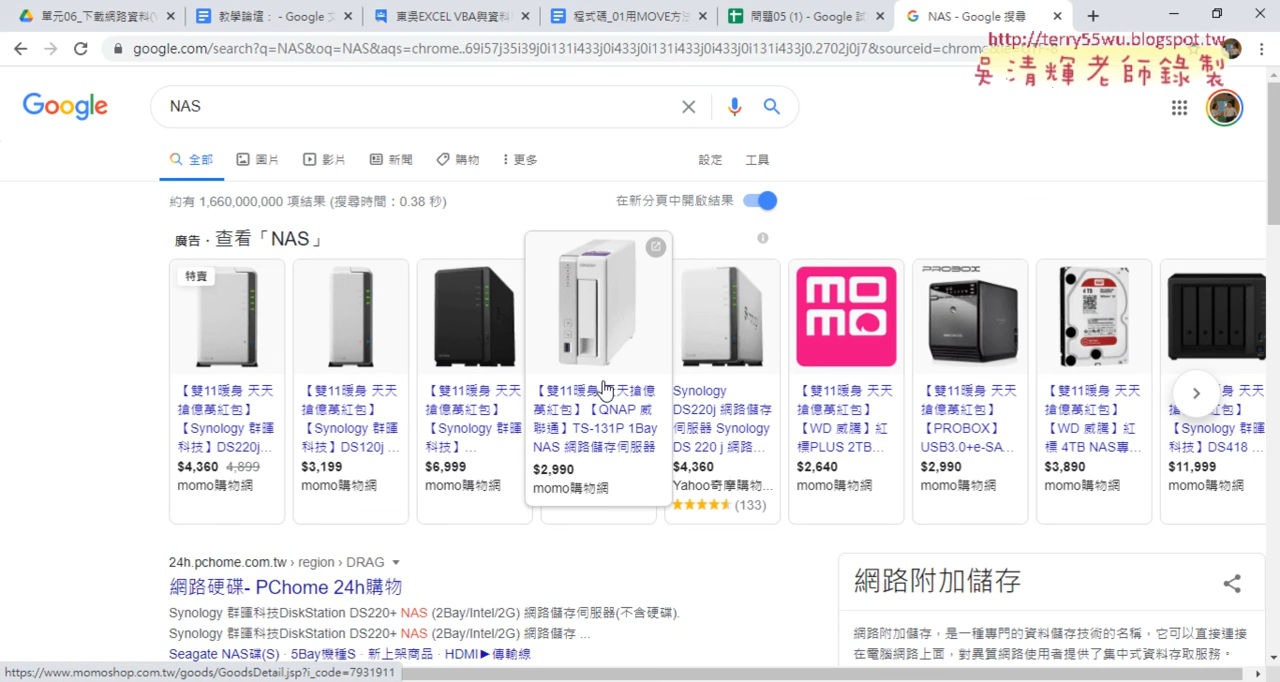 單元06_下載網路資料(V
教學論壇： - Google 文
東吳EXCEL VBA與資料
程式碼_01用MOVE方法
問題05 (1) - Google 試
NAS - Google 搜尋
google.com/search?q=NAS&oq=NAS&aqs=chrome..69i57j35i39j0i131i433j0i433j0i131i433j0i433j0i131i433j0.2702j0j7&sourceid=chrom
http://terry55wu.blogspot.tw
吳清輝老師錄製
Google
NAS
全部 圖片 影片 新聞 購物 更多 設定 工具
約有 1,660,000,000 項結果 (搜尋時間：0.38 秒)
在新分頁中開啟結果
廣告 · 查看「NAS」
特賣
【雙11暖身 天天
搶億萬紅包】
【Synology 群暉
科技】DS220j...
$4,360 4,899
momo購物網
【雙11暖身 天天
搶億萬紅包】
【Synology 群暉
科技】DS120j ...
$3,199
momo購物網
【雙11暖身 天天
搶億萬紅包】
【Synology 群暉
科技】...
$6,999
momo購物網
【雙11暖身 天天搶億
萬紅包】【QNAP 威
聯通】TS-131P 1Bay
NAS 網路儲存伺服器
$2,990
momo購物網
Synology
DS220j 網路儲存
伺服器 Synology
DS 220 j 網路...
$4,360
Yahoo奇摩購物...
(133)
momo
【雙11暖身 天天
搶億萬紅包】
【WD 威騰】紅
標PLUS 2TB...
$2,640
momo購物網
PROBOX
【雙11暖身 天天
搶億萬紅包】
【PROBOX】
USB3.0+e-SA...
$2,990
momo購物網
【雙11暖身 天天
搶億萬紅包】
【WD 威騰】紅
標 4TB NAS專...
$3,890
momo購物網
科技】DS418 ...
$11,999
momo購物網
24h.pchome.com.tw › region › DRAG
網路硬碟- PChome 24h購物
Synology 群暉科技DiskStation DS220+ NAS (2Bay/Intel/2G) 網路儲存伺服器(不含硬碟).
Synology 群暉科技DiskStation DS220+ NAS (2Bay/Intel/2G) 網路儲存 ...
Seagate NAS碟(S) · 5Bay機種S · 新上架商品 · HDMI▶傳輸線
網路附加儲存
網路附加儲存，是一種專門的資料儲存技術的名稱，它可以直接連
在電腦網路上面，對異質網路使用者提供了集中式資料存取服務。
https://www.momoshop.com.tw/goods/GoodsDetail.jsp?i_code=7931911